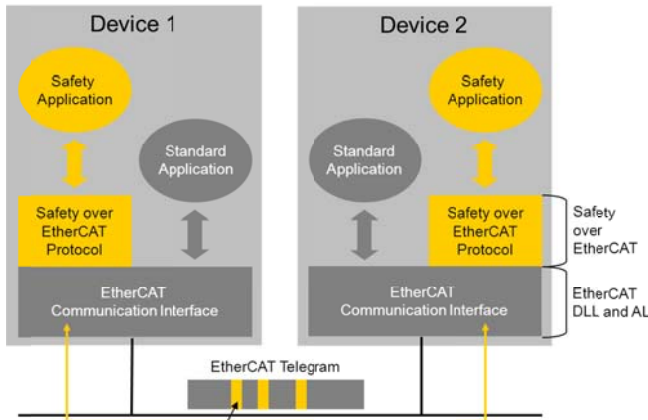 Device 1
Safety
Application
Standard
Application
Safety over
EtherCAT
Protocol
EtherCAT
Communication Interface
Device 2
Safety
Application
Standard
Application
Safety over
EtherCAT
Protocol
EtherCAT
Communication Interface
Safety
over
EtherCAT
EtherCAT
DLL and AL
EtherCAT Telegram